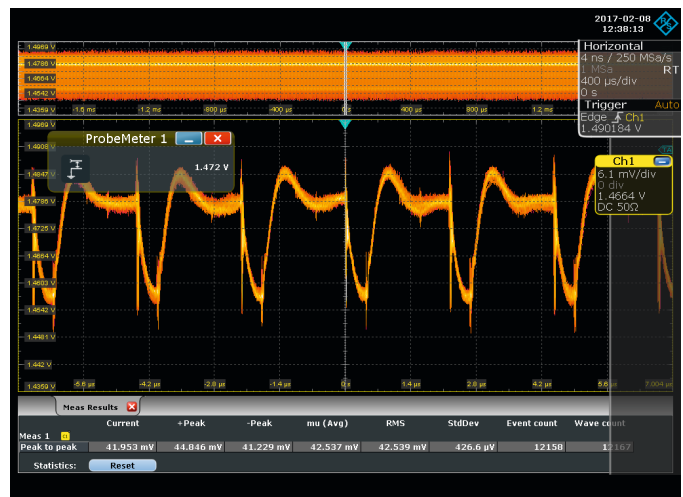 2017-02-08
12:38:13
Horizontal
4 ns / 250 MSa/s
1 MSa RT
400 µs/div
0 s
Trigger Auto
Edge Ch1
1.490184 V
1.4969 V
1.4786 V
1.4664 V
1.4542 V
1.4359 V -1.6 ms -1.2 ms -800 µs -400 µs 0 s 400 µs 800 µs 1.2 ms
1.4969 V
TA
ProbeMeter 1
1.472 V
1.4908 V
1.4847 V
1.4786 V
1.4725 V
1.4664 V
1.4603 V
1.4542 V
1.4481 V
1.442 V
1.4359 V -5.6 µs -4.2 µs -2.8 µs -1.4 µs 0 s 1.4 µs 2.8 µs 4.2 µs 5.6 µs 7.004 µs
Ch1
6.1 mV/div
0 div
1.4664 V
DC 50Ω
Meas Results
Current +Peak -Peak mu (Avg) RMS StdDev Event count Wave count
Meas 1
Peak to peak 41.953 mV 44.846 mV 41.229 mV 42.537 mV 42.539 mV 426.6 µV 12158 12167
Statistics: Reset